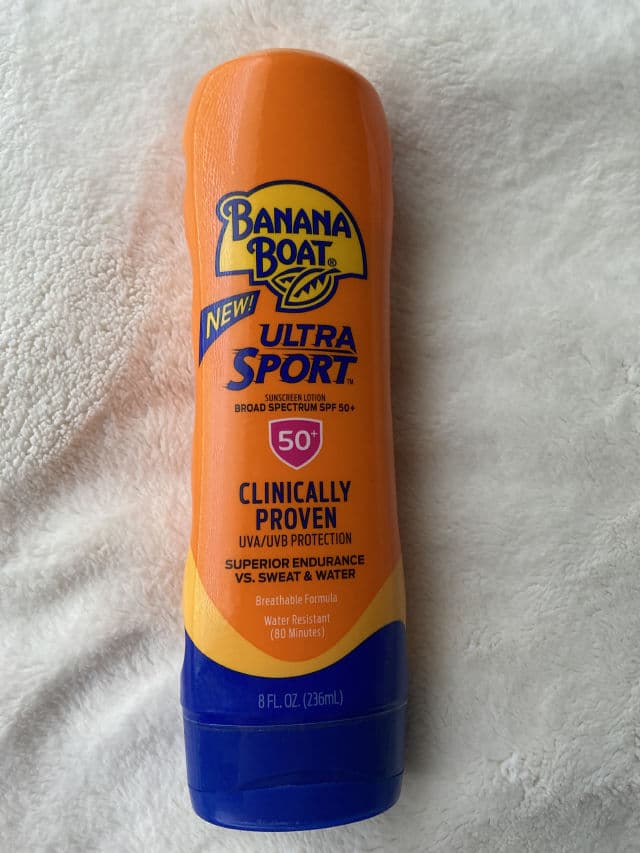 BANANA
BOAT®
NEW!
ULTRA
SPORT™
SUNSCREEN LOTION
BROAD SPECTRUM SPF 50+
50+
CLINICALLY
PROVEN
UVA/UVB PROTECTION
SUPERIOR ENDURANCE
VS. SWEAT & WATER
Breathable Formula
Water Resistant
(80 Minutes)
8 FL. OZ. (236mL)